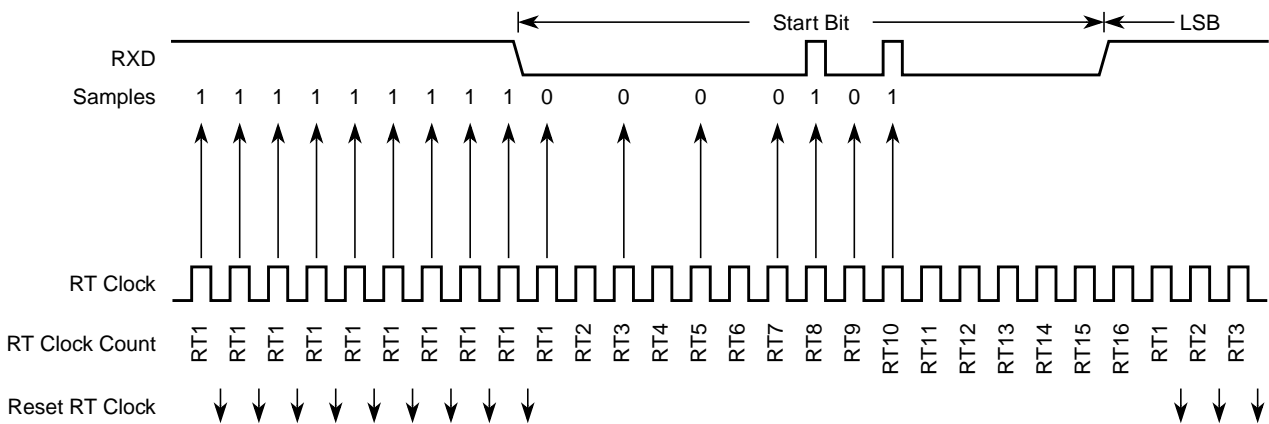 Start Bit LSB
RXD
Samples 1 1 1 1 1 1 1 1 1 0 0 0 0 1 0 1
RT Clock
RT Clock Count RT1 RT1 RT1 RT1 RT1 RT1 RT1 RT1 RT1 RT1 RT2 RT3 RT4 RT5 RT6 RT7 RT8 RT9 RT10 RT11 RT12 RT13 RT14 RT15 RT16 RT1 RT2 RT3
Reset RT Clock